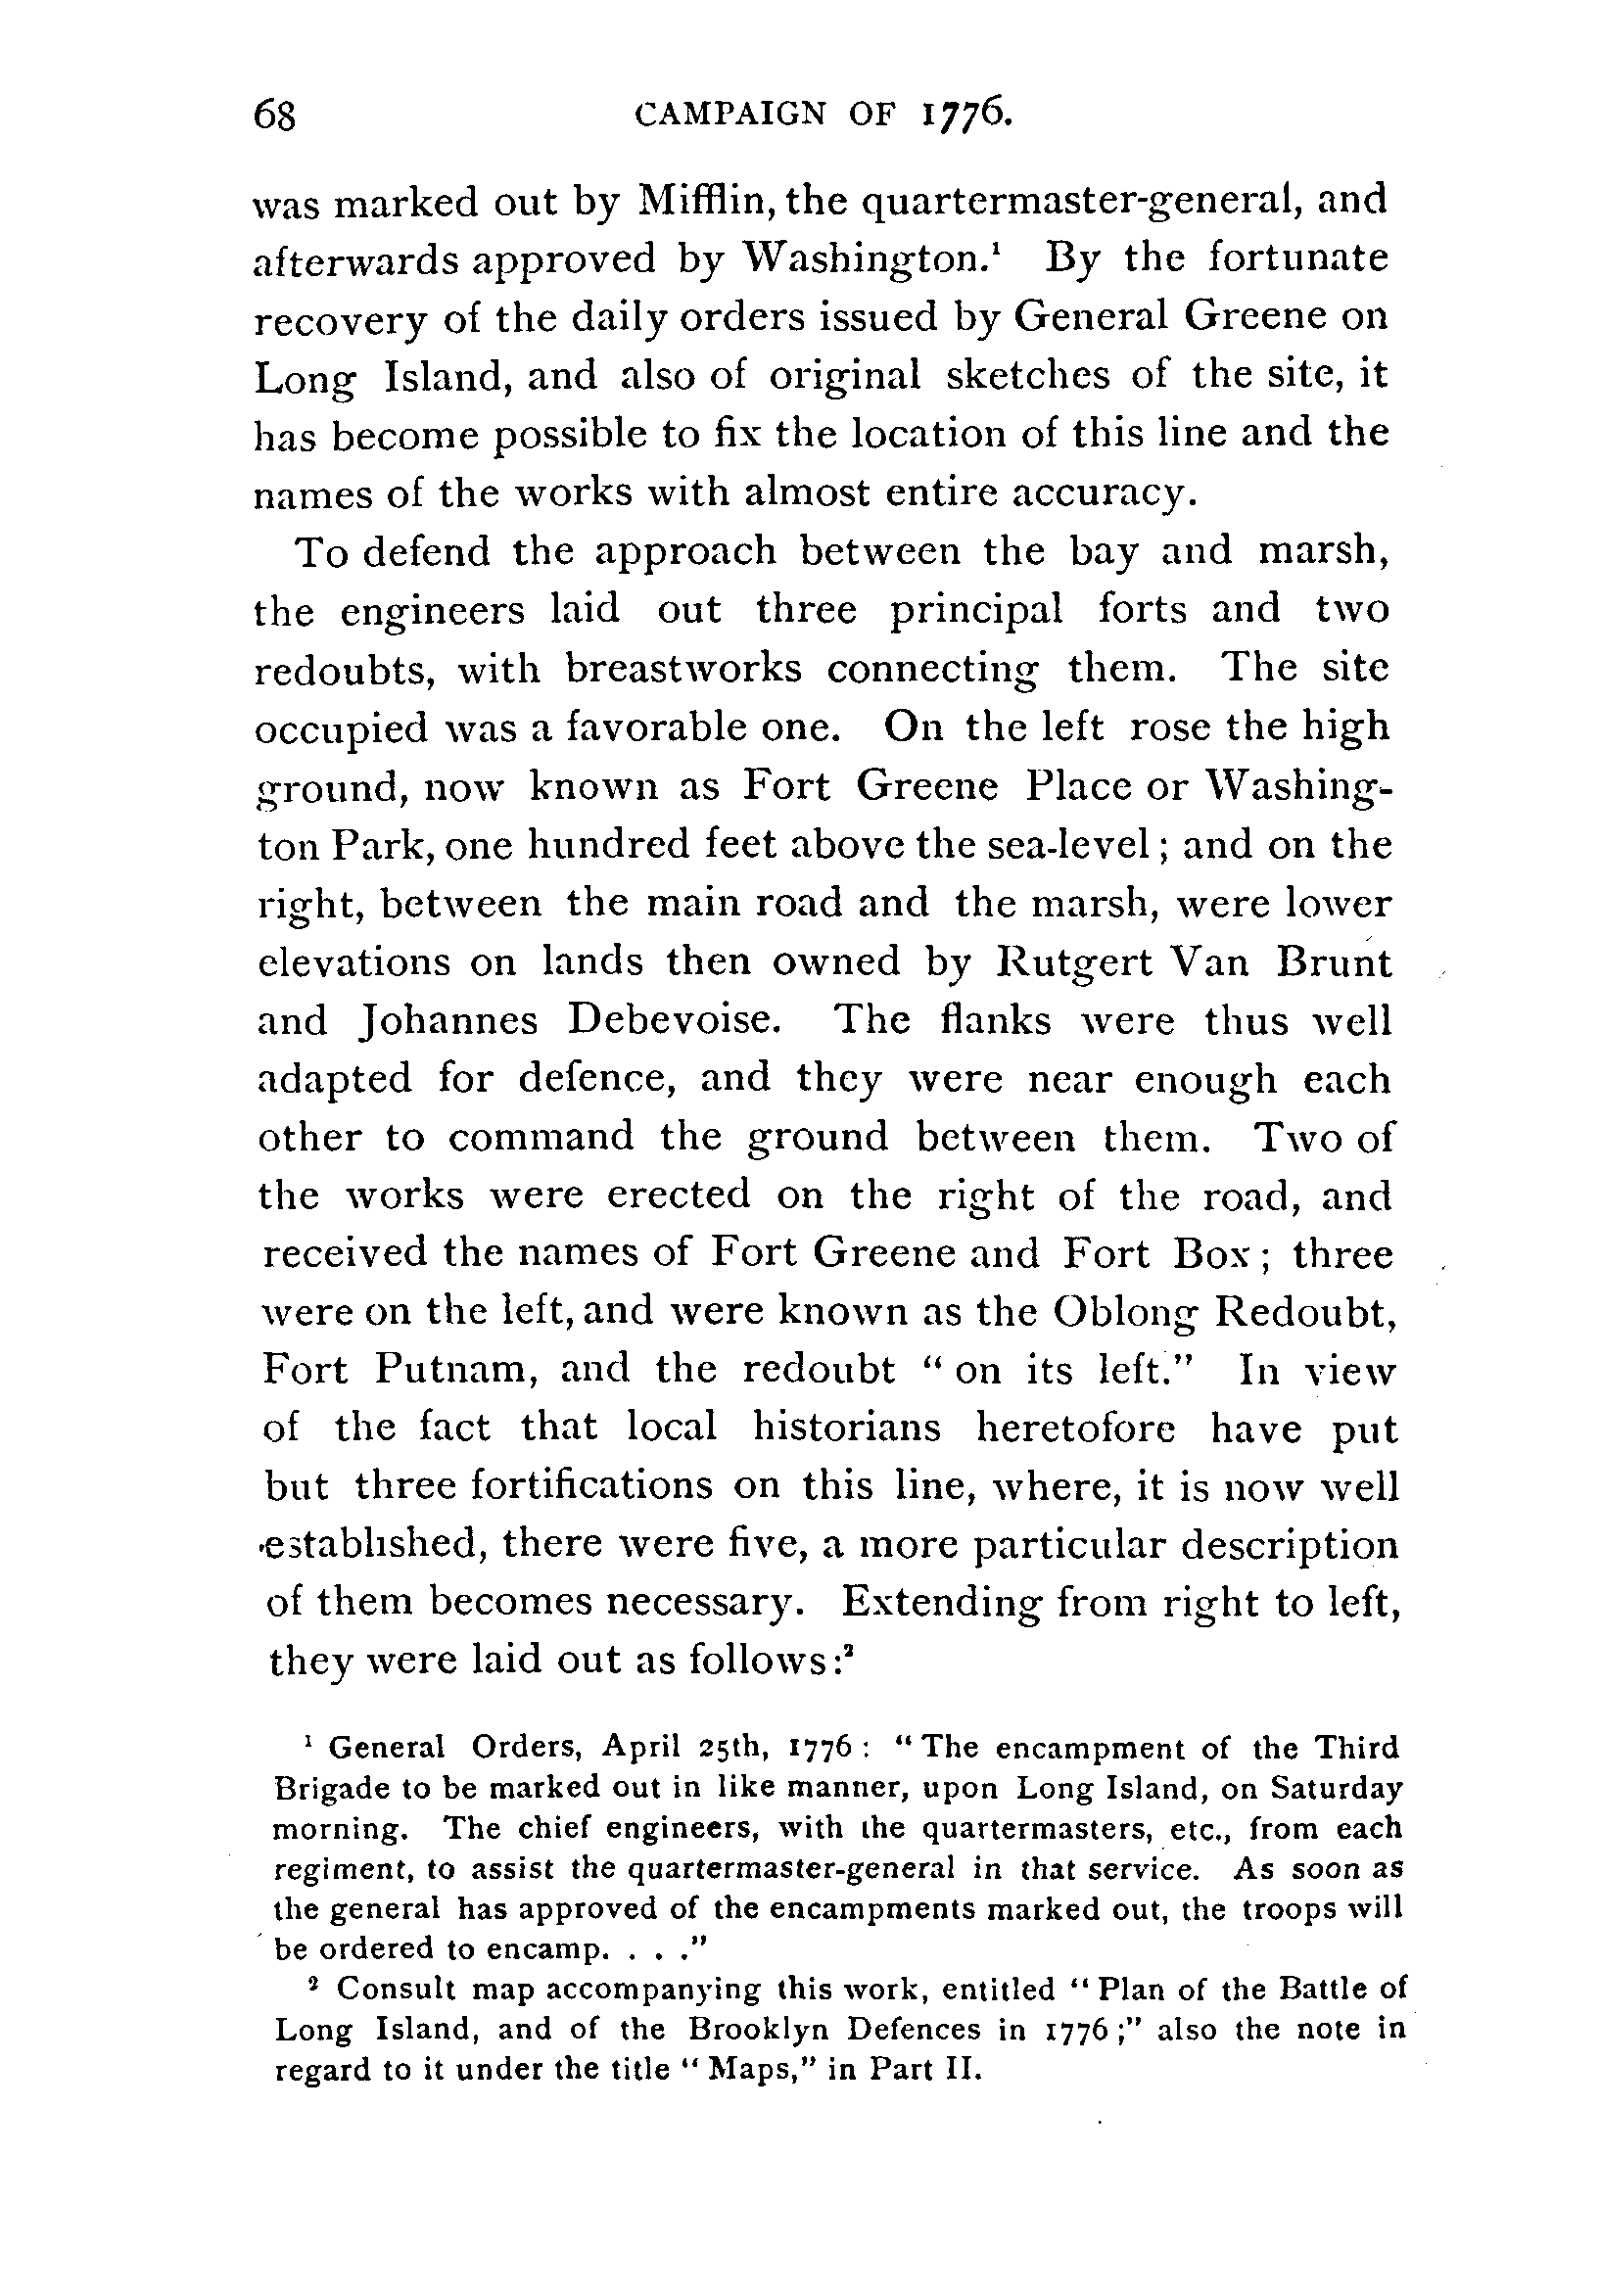 68 CAMPAIGN OF 1776.
was marked out by Mifflin, the quartermaster-general, and
afterwards approved by Washington.¹ By the fortunate
recovery of the daily orders issued by General Greene on
Long Island, and also of original sketches of the site, it
has become possible to fix the location of this line and the
names of the works with almost entire accuracy.
To defend the approach between the bay and marsh,
the engineers laid out three principal forts and two
redoubts, with breastworks connecting them. The site
occupied was a favorable one. On the left rose the high
ground, now known as Fort Greene Place or Washing-
ton Park, one hundred feet above the sea-level; and on the
right, between the main road and the marsh, were lower
elevations on lands then owned by Rutgert Van Brunt
and Johannes Debevoise. The flanks were thus well
adapted for defence, and they were near enough each
other to command the ground between them. Two of
the works were erected on the right of the road, and
received the names of Fort Greene and Fort Box; three
were on the left, and were known as the Oblong Redoubt,
Fort Putnam, and the redoubt "on its left." In view
of the fact that local historians heretofore have put
but three fortifications on this line, where, it is now well
established, there were five, a more particular description
of them becomes necessary. Extending from right to left,
they were laid out as follows:²
¹ General Orders, April 25th, 1776: "The encampment of the Third
Brigade to be marked out in like manner, upon Long Island, on Saturday
morning. The chief engineers, with the quartermasters, etc., from each
regiment, to assist the quartermaster-general in that service. As soon as
the general has approved of the encampments marked out, the troops will
be ordered to encamp. . . ."
² Consult map accompanying this work, entitled "Plan of the Battle of
Long Island, and of the Brooklyn Defences in 1776;" also the note in
regard to it under the title "Maps," in Part II.